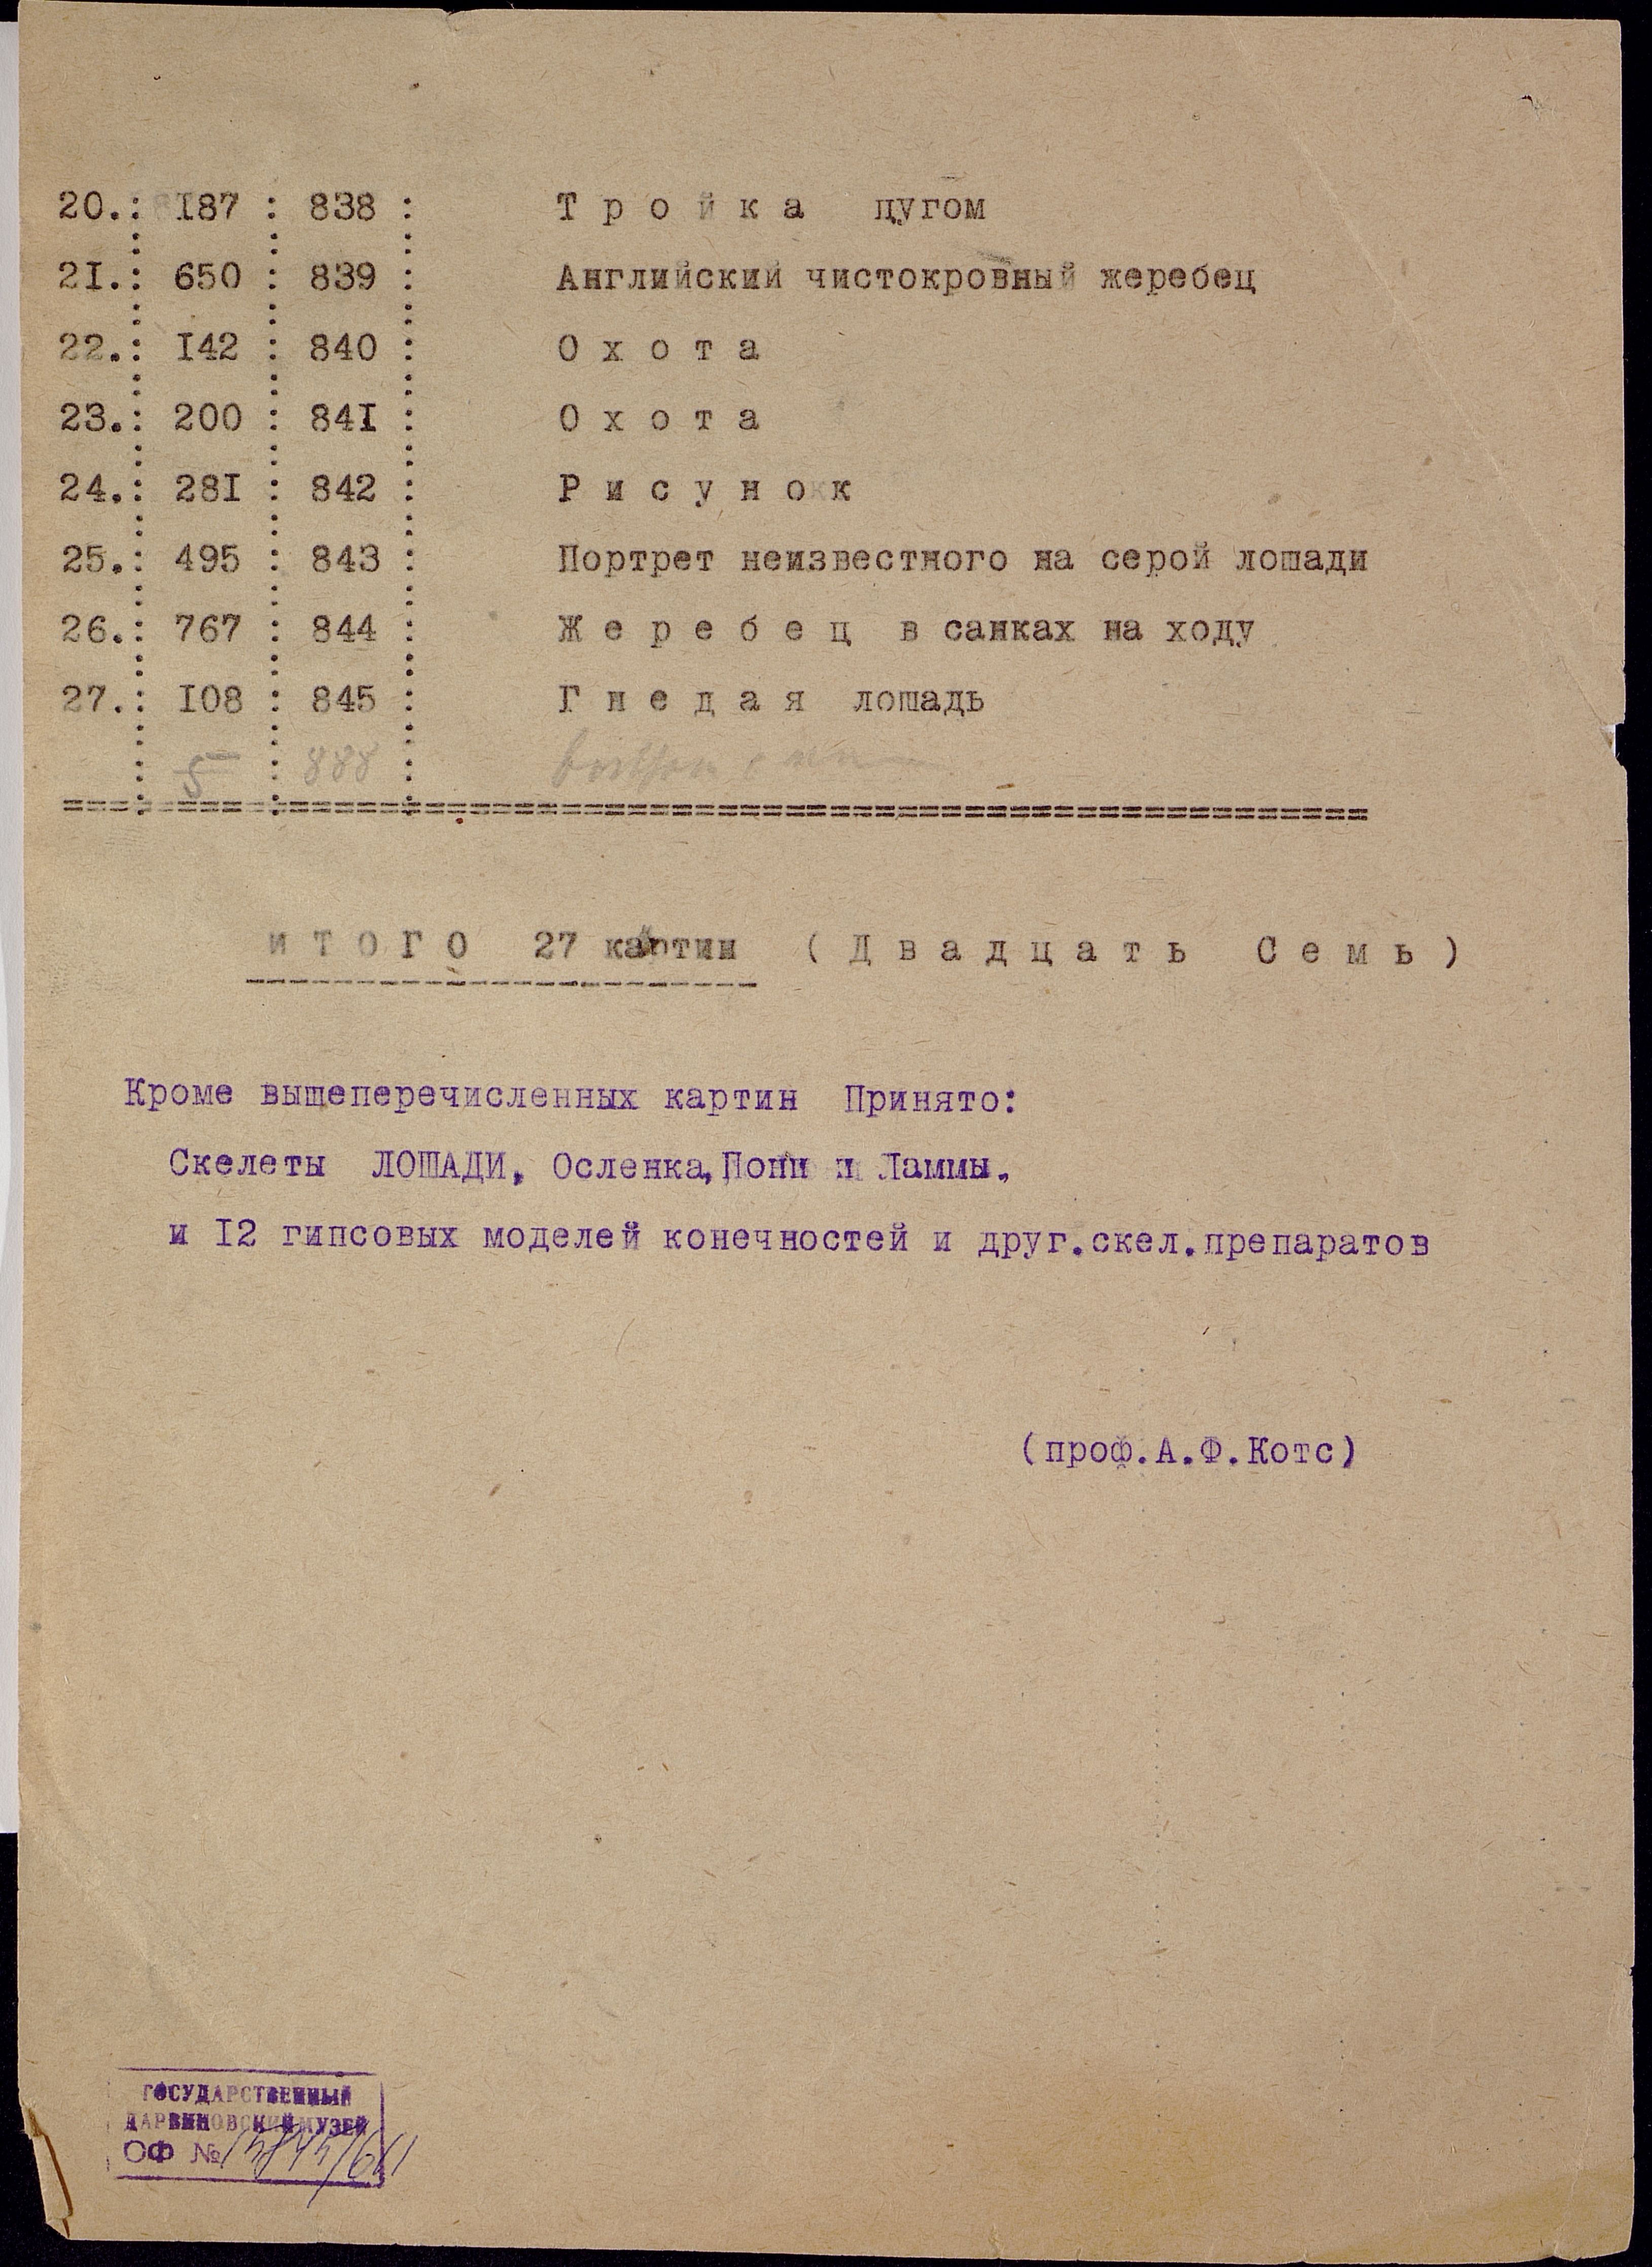 20.: 187 : 838 : Т р о й к а цугом
21.: 650 : 839 : Английский чистокровный жеребец
22.: 142 : 840 : О х о т а
23.: 200 : 841 : О х о т а
24.: 281 : 842 : Р и с у н о к
25.: 495 : 843 : Портрет неизвестного на серой лошади
26.: 767 : 844 : Ж е р е б е ц в санках на ходу
27.: 108 : 845 : Г н е д а я лошадь
5 : 888 :
И Т О Г О 27 картин ( Д в а д ц а т ь С е м ь )
Кроме вышеперечисленных картин Принято:
Скелеты ЛОШАДИ, Осленка, Пони и Ламмы.
и 12 гипсовых моделей конечностей и друг.скел.препаратов
(проф.А.Ф.Котс)
ГОСУДАРСТВЕННЫЙ
ДАРВИНОВСКИЙ МУЗЕЙ
ОФ №